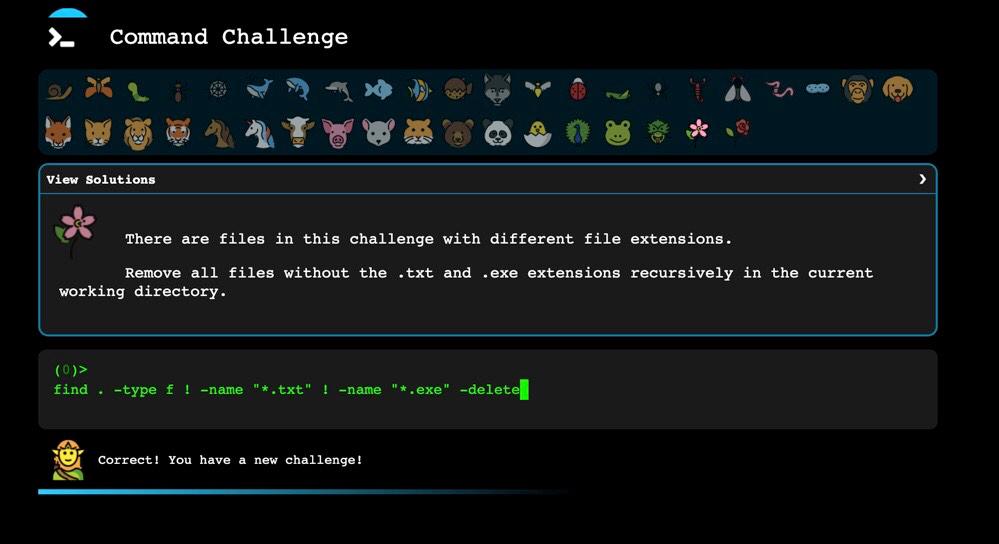 Command Challenge
View Solutions
There are files in this challenge with different file extensions.
Remove all files without the .txt and .exe extensions recursively in the current
working directory.
(0)>
find . -type f ! -name "*.txt" ! -name "*.exe" -delete
Correct! You have a new challenge!